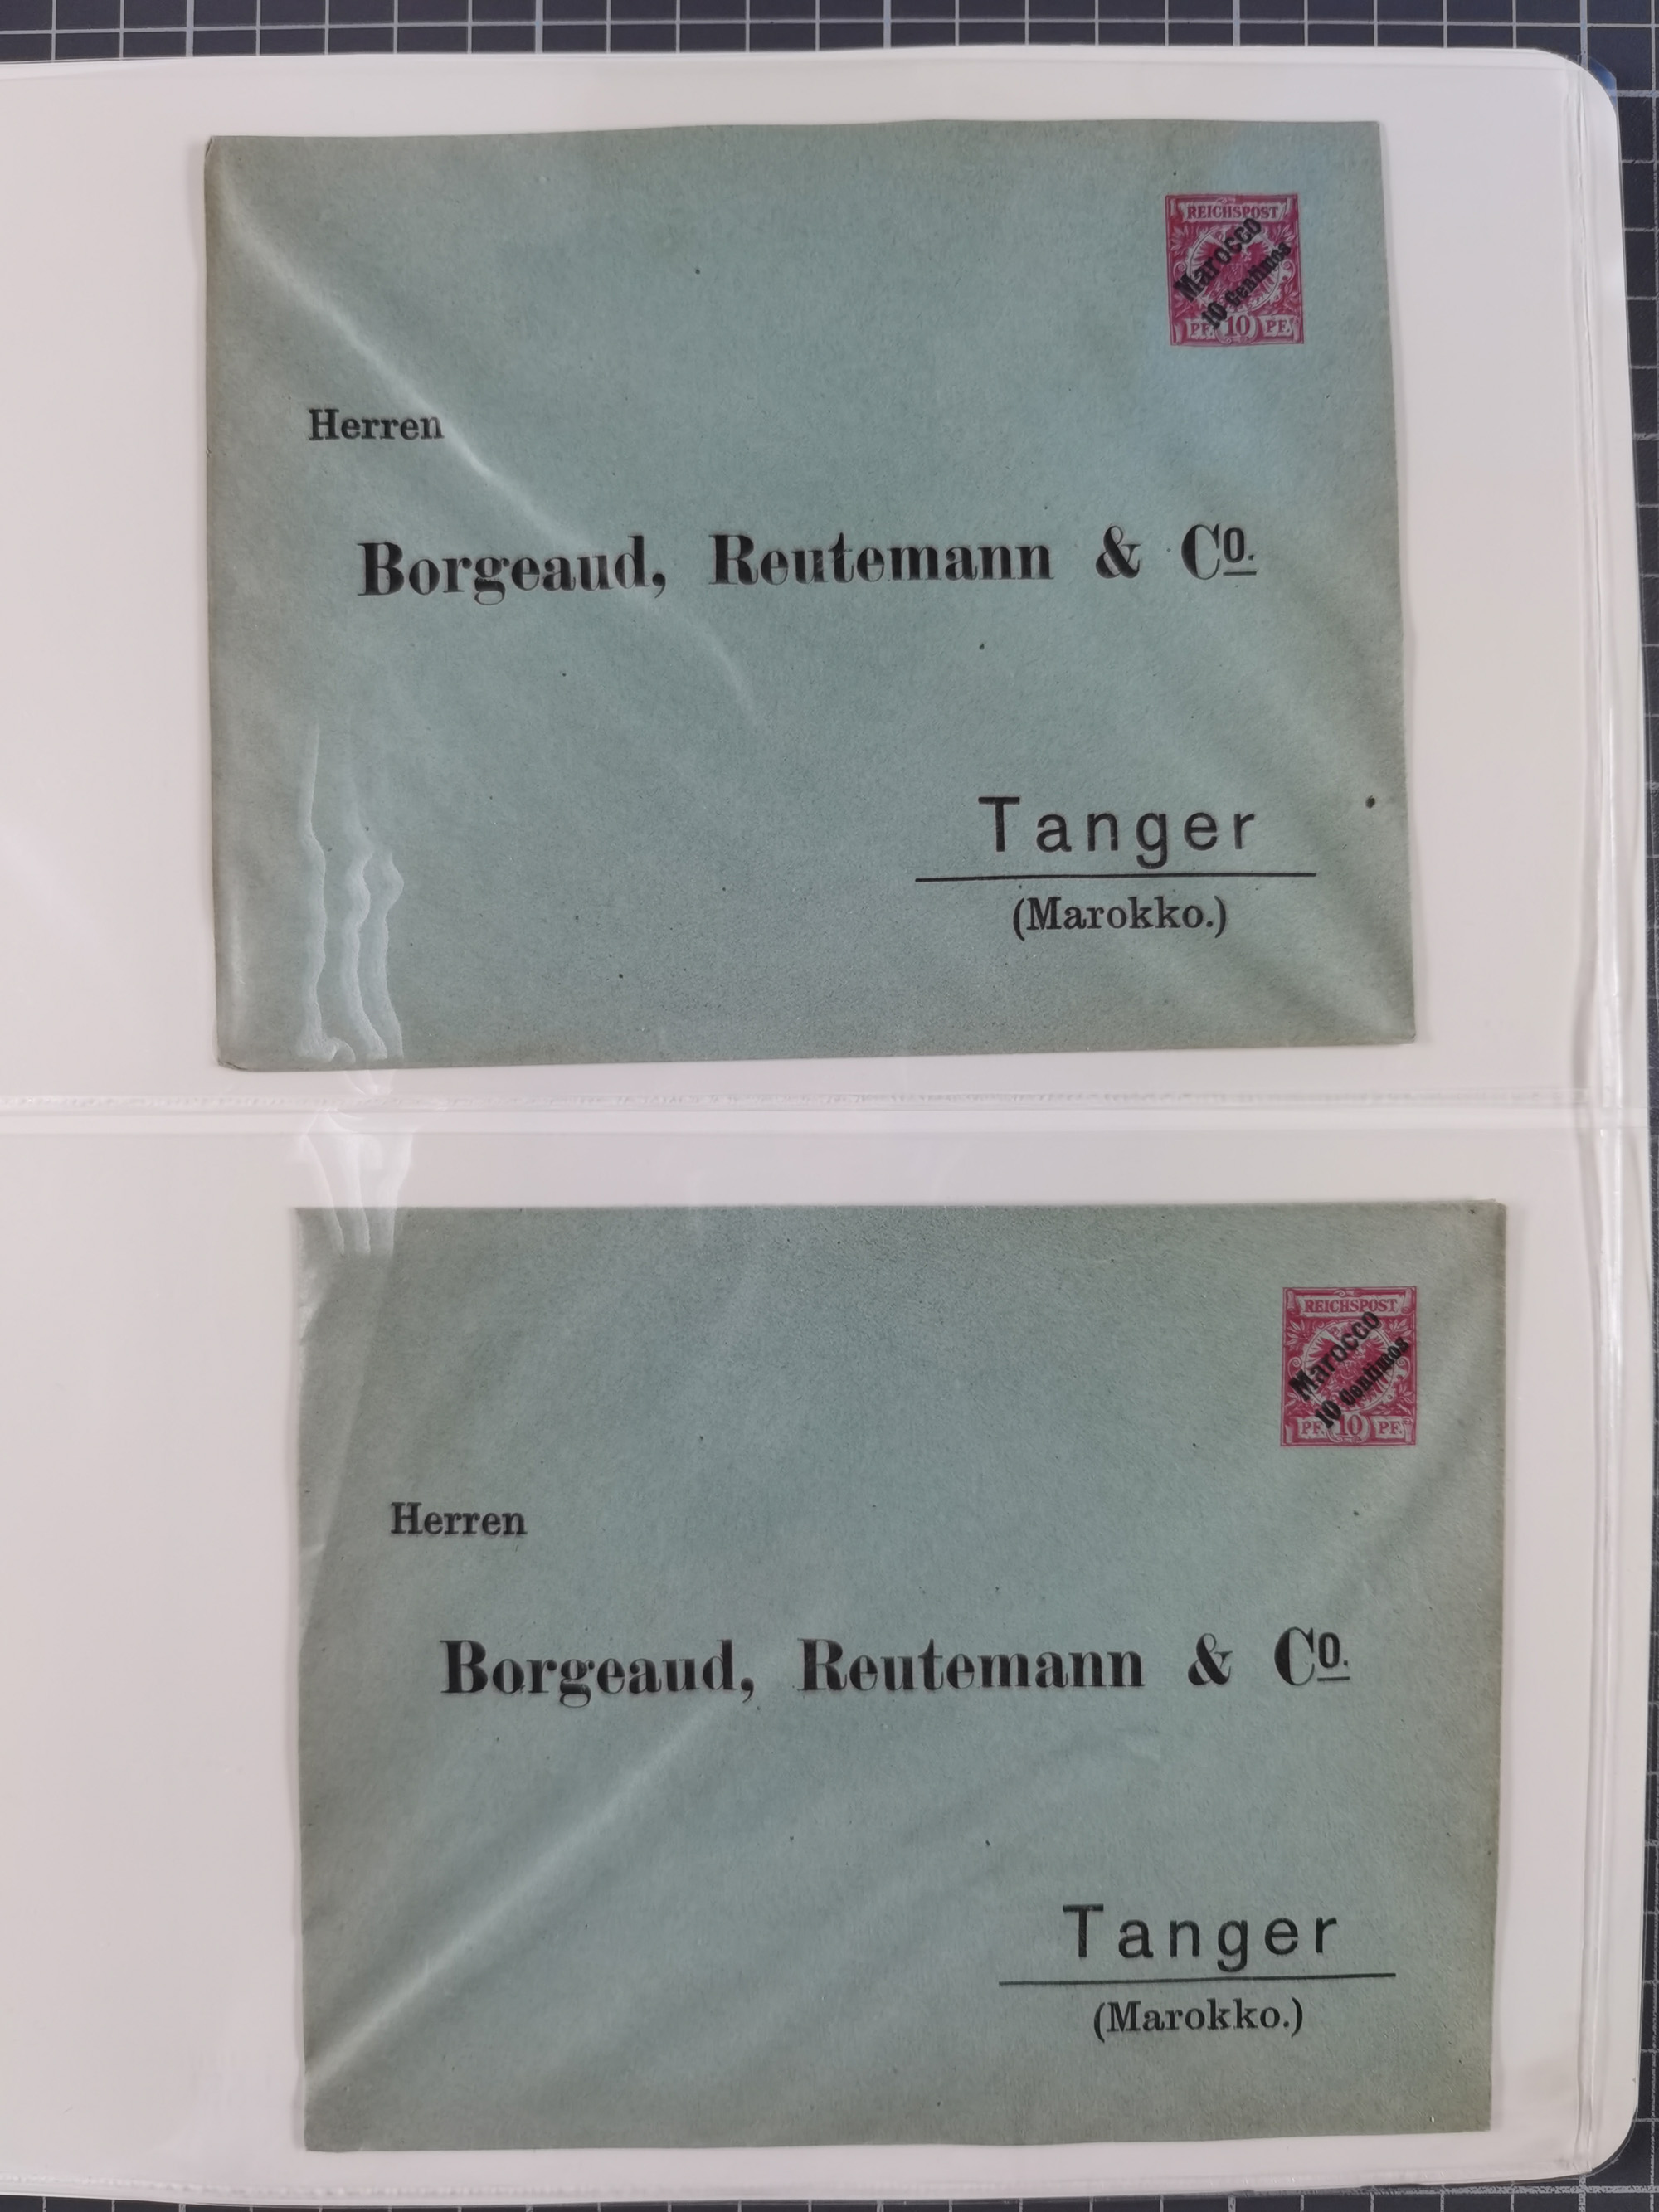 REICHSPOST
Marocco
10 Centimos
PF. 10 PF.
Herren
Borgeaud, Reutemann & Co.
Tanger
(Marokko.)
REICHSPOST
Marocco
10 Centimos
PF. 10 PF.
Herren
Borgeaud, Reutemann & Co.
Tanger
(Marokko.)